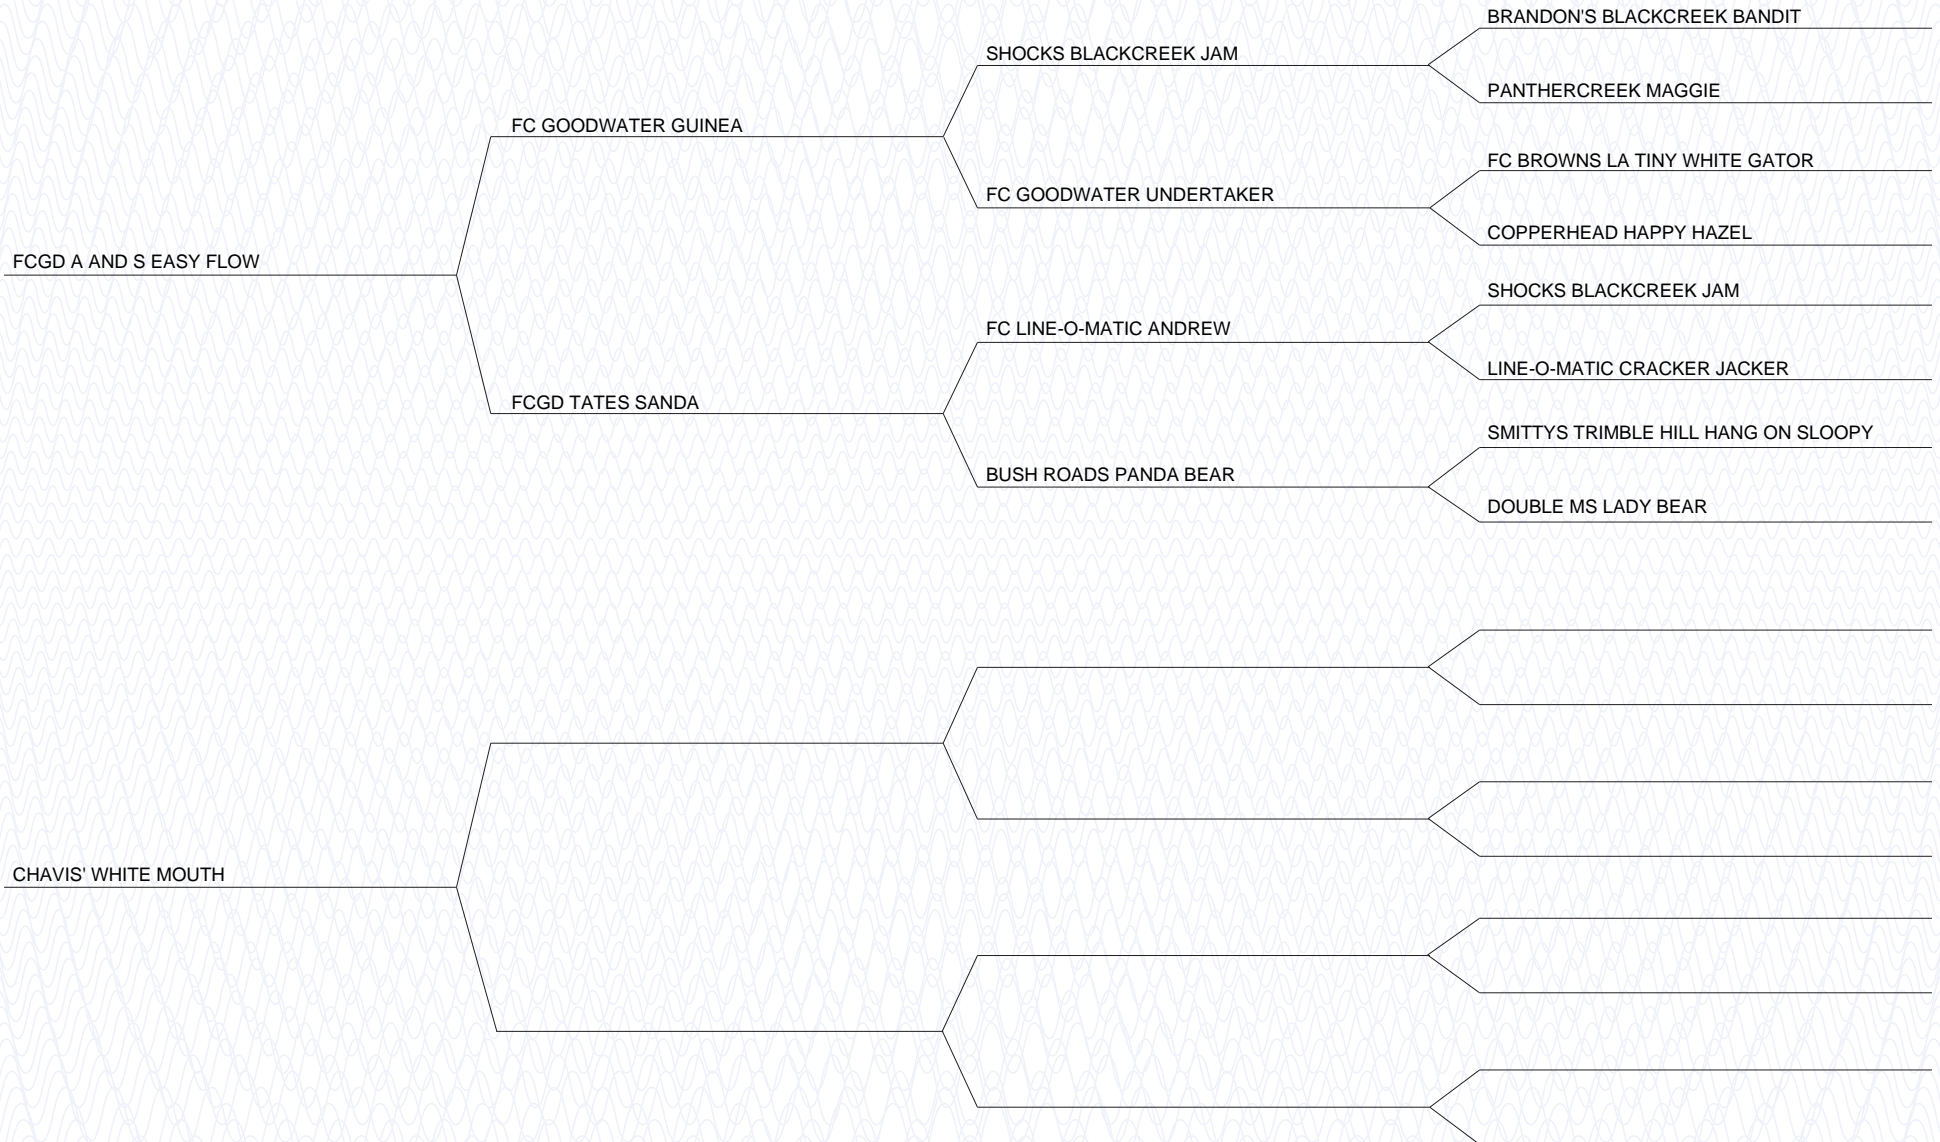 BRANDON'S BLACKCREEK BANDIT
SHOCKS BLACKCREEK JAM
PANTHERCREEK MAGGIE
FC GOODWATER GUINEA
FC BROWNS LA TINY WHITE GATOR
FC GOODWATER UNDERTAKER
COPPERHEAD HAPPY HAZEL
FCGD A AND S EASY FLOW
SHOCKS BLACKCREEK JAM
FC LINE-O-MATIC ANDREW
LINE-O-MATIC CRACKER JACKER
FCGD TATES SANDA
SMITTYS TRIMBLE HILL HANG ON SLOOPY
BUSH ROADS PANDA BEAR
DOUBLE MS LADY BEAR
CHAVIS' WHITE MOUTH